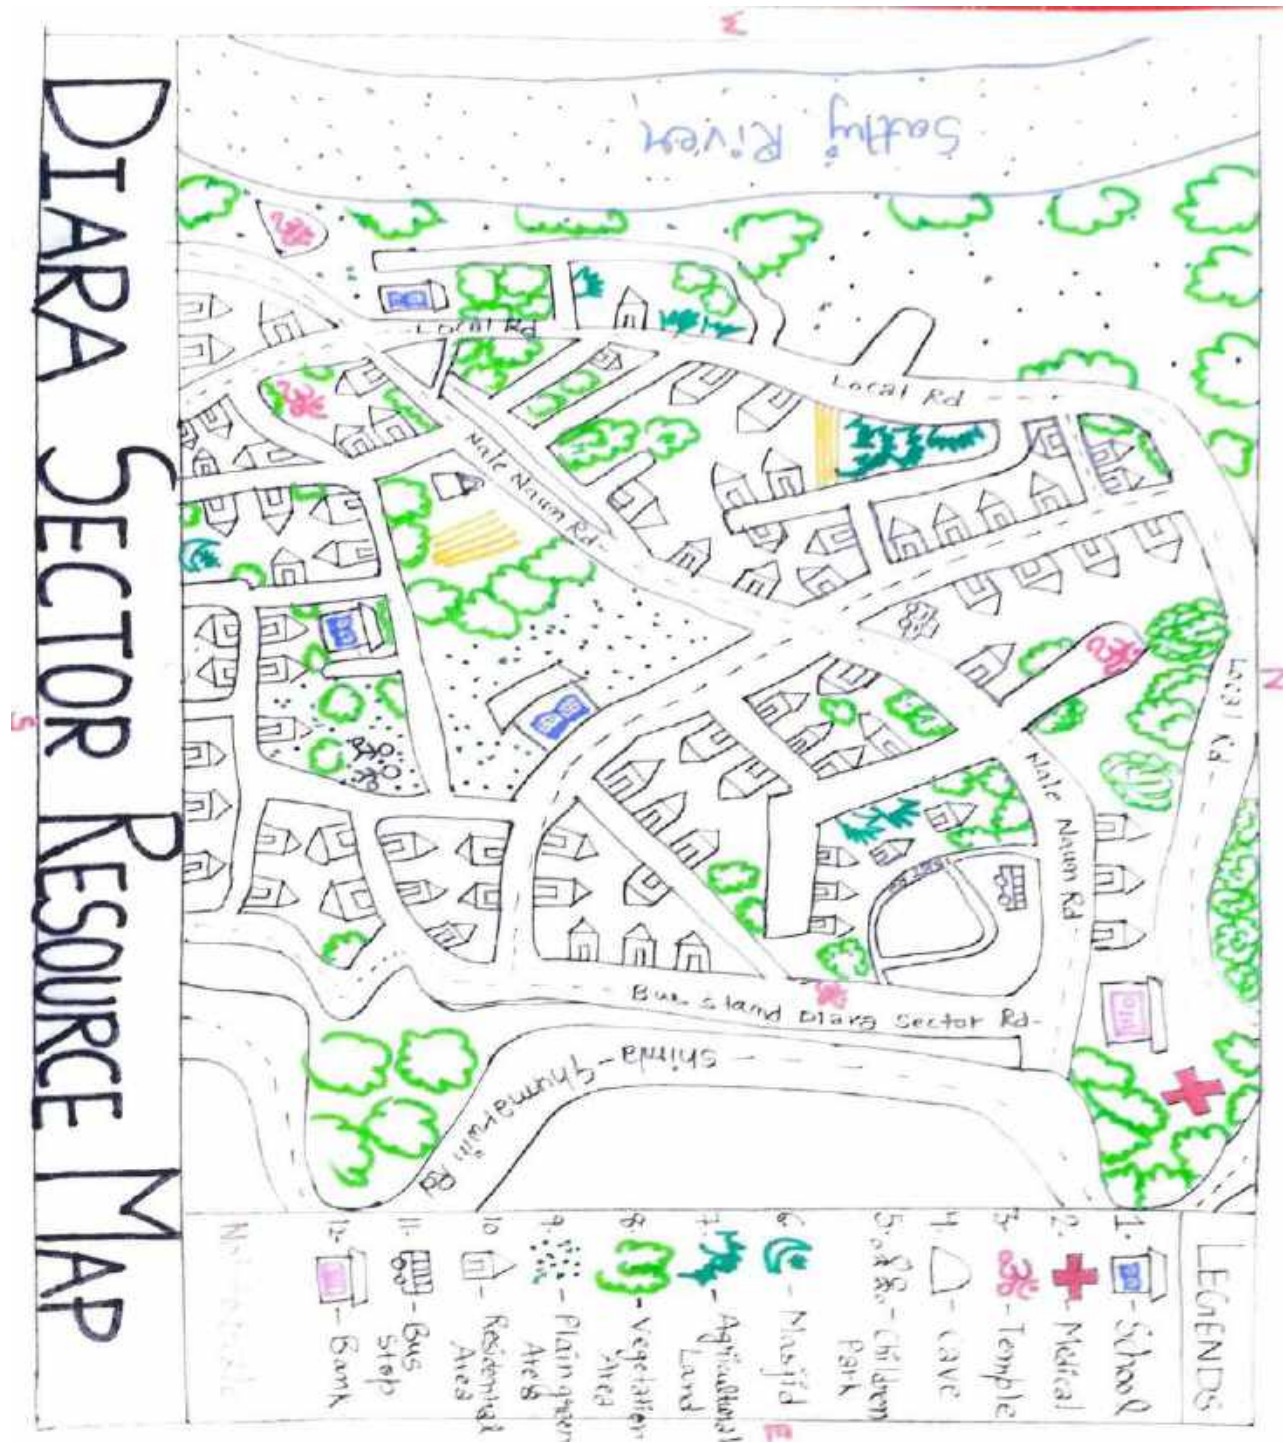 DIARA SECTOR RESOURCE MAP
W
N
S
E
Satluj River
Local Rd
Local Rd
Local Rd
Nale Naun Rd
Nale Naun Rd
Bus stand Diara Sector Rd
Shimla - Ghumarwin Rd
LEGENDS
1. - School
2. - Medical
3. - Temple
4. - Cave
5. - Children
Park
6. - Masjid
7. - Agricultural
Land
8. - Vegetation
Area
9. - Plain green
Area
10. - Residential
Area
11. - Bus
Stop
12. - Bank